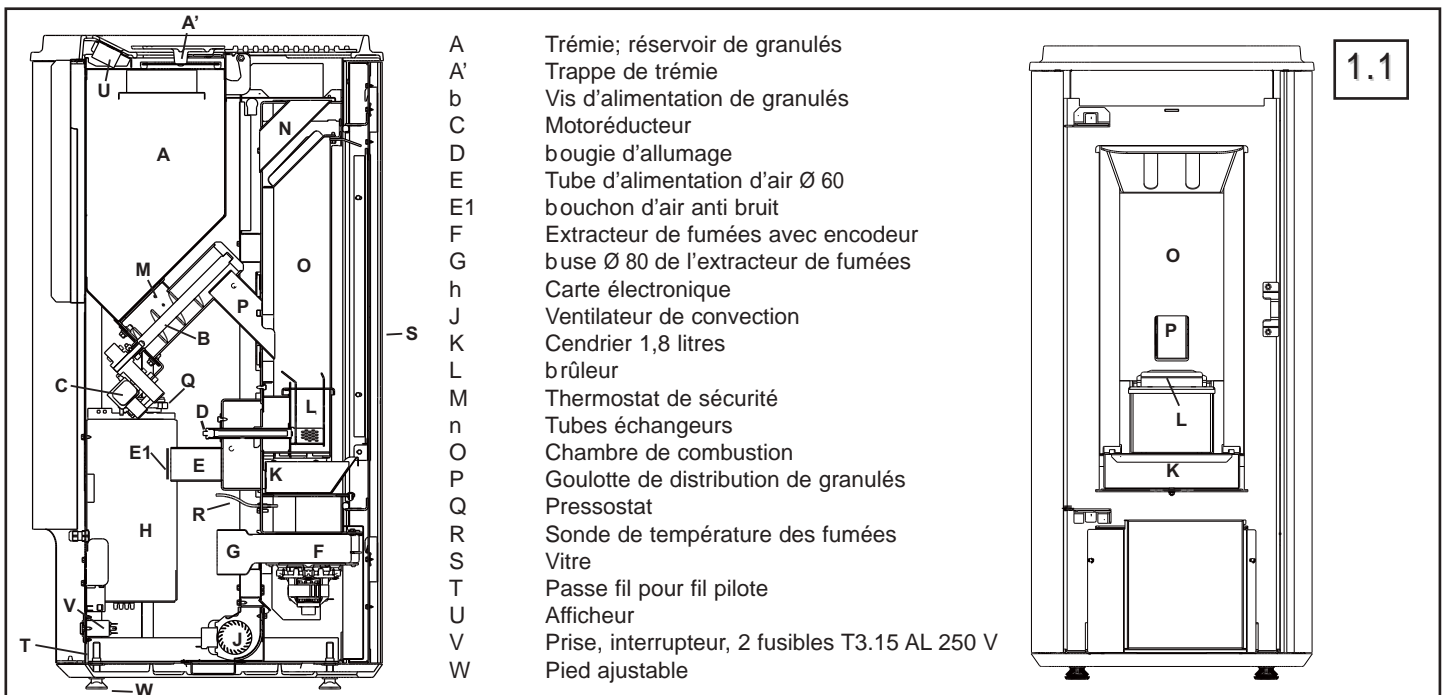 A'
U
A
N
O
M
P
B
S
C
Q
D
L
E1
E
K
R
H
G
F
V
J
T
W
A Trémie; réservoir de granulés
A' Trappe de trémie
b Vis d'alimentation de granulés
C Motoréducteur
D bougie d'allumage
E Tube d'alimentation d'air Ø 60
E1 bouchon d'air anti bruit
F Extracteur de fumées avec encodeur
G buse Ø 80 de l'extracteur de fumées
h Carte électronique
J Ventilateur de convection
K Cendrier 1,8 litres
L brûleur
M Thermostat de sécurité
n Tubes échangeurs
O Chambre de combustion
P Goulotte de distribution de granulés
Q Pressostat
R Sonde de température des fumées
S Vitre
T Passe fil pour fil pilote
U Afficheur
V Prise, interrupteur, 2 fusibles T3.15 AL 250 V
W Pied ajustable
1.1
O
P
L
K